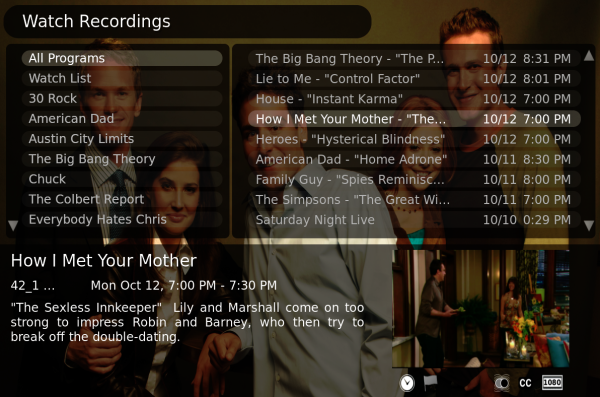 Watch Recordings
All Programs
Watch List
30 Rock
American Dad
Austin City Limits
The Big Bang Theory
Chuck
The Colbert Report
Everybody Hates Chris
The Big Bang Theory - "The P... 10/12 8:31 PM
Lie to Me - "Control Factor" 10/12 8:01 PM
House - "Instant Karma" 10/12 7:00 PM
How I Met Your Mother - "The... 10/12 7:00 PM
Heroes - "Hysterical Blindness" 10/12 7:00 PM
American Dad - "Home Adrone" 10/11 8:30 PM
Family Guy - "Spies Reminisc... 10/11 8:00 PM
The Simpsons - "The Great Wi... 10/11 7:00 PM
Saturday Night Live 10/10 0:29 PM
How I Met Your Mother
42_1 ... Mon Oct 12, 7:00 PM - 7:30 PM
"The Sexless Innkeeper" Lily and Marshall come on too
strong to impress Robin and Barney, who then try to
break off the double-dating.
CC 1080